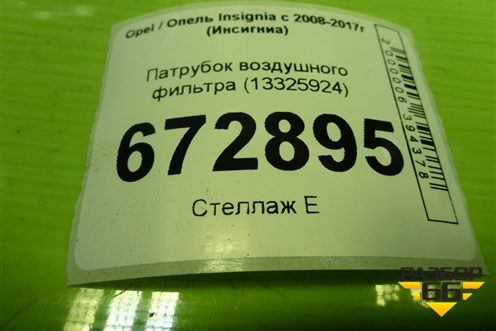 Opel / Опель Insignia с 2008-2017г
(Инсигниа)
Патрубок воздушного
фильтра (13325924)
672895
Стеллаж Е
2000006394378
РАЗБОР
66